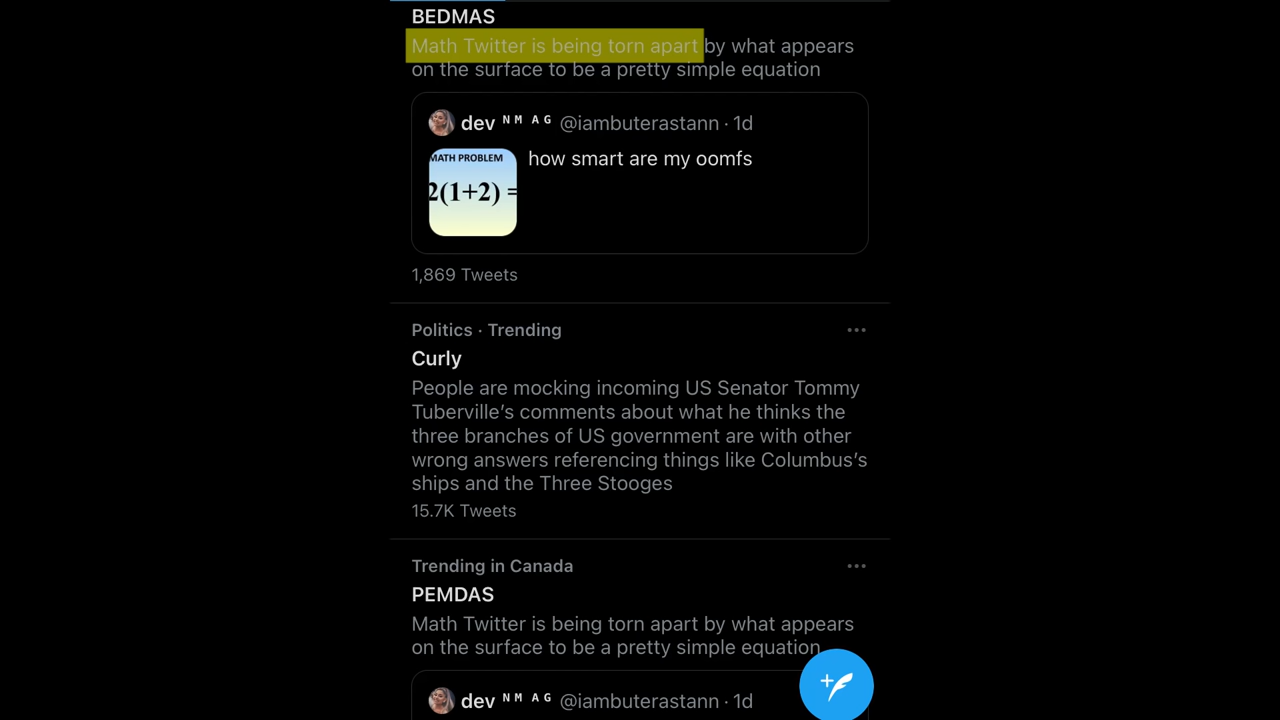 BEDMAS
Math Twitter is being torn apart by what appears
on the surface to be a pretty simple equation
dev ᴺ ᴹ ᴬ ᴳ @iambuterastann · 1d
MATH PROBLEM
how smart are my oomfs
2(1+2) =
1,869 Tweets
Politics · Trending
Curly
People are mocking incoming US Senator Tommy
Tuberville’s comments about what he thinks the
three branches of US government are with other
wrong answers referencing things like Columbus’s
ships and the Three Stooges
15.7K Tweets
Trending in Canada
PEMDAS
Math Twitter is being torn apart by what appears
on the surface to be a pretty simple equation
dev ᴺ ᴹ ᴬ ᴳ @iambuterastann · 1d